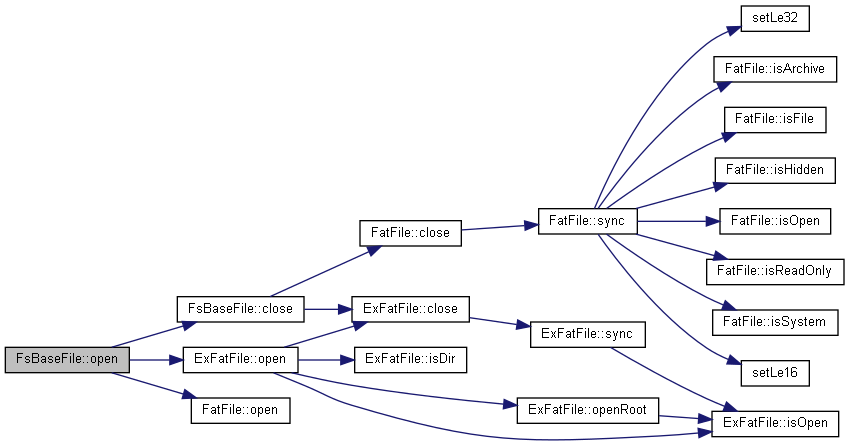 setLe32
FatFile::isArchive
FatFile::isFile
FatFile::isHidden
FatFile::sync
FatFile::isOpen
FatFile::close
FatFile::isReadOnly
FsBaseFile::close
ExFatFile::close
FatFile::isSystem
ExFatFile::sync
FsBaseFile::open
ExFatFile::open
ExFatFile::isDir
setLe16
FatFile::open
ExFatFile::openRoot
ExFatFile::isOpen